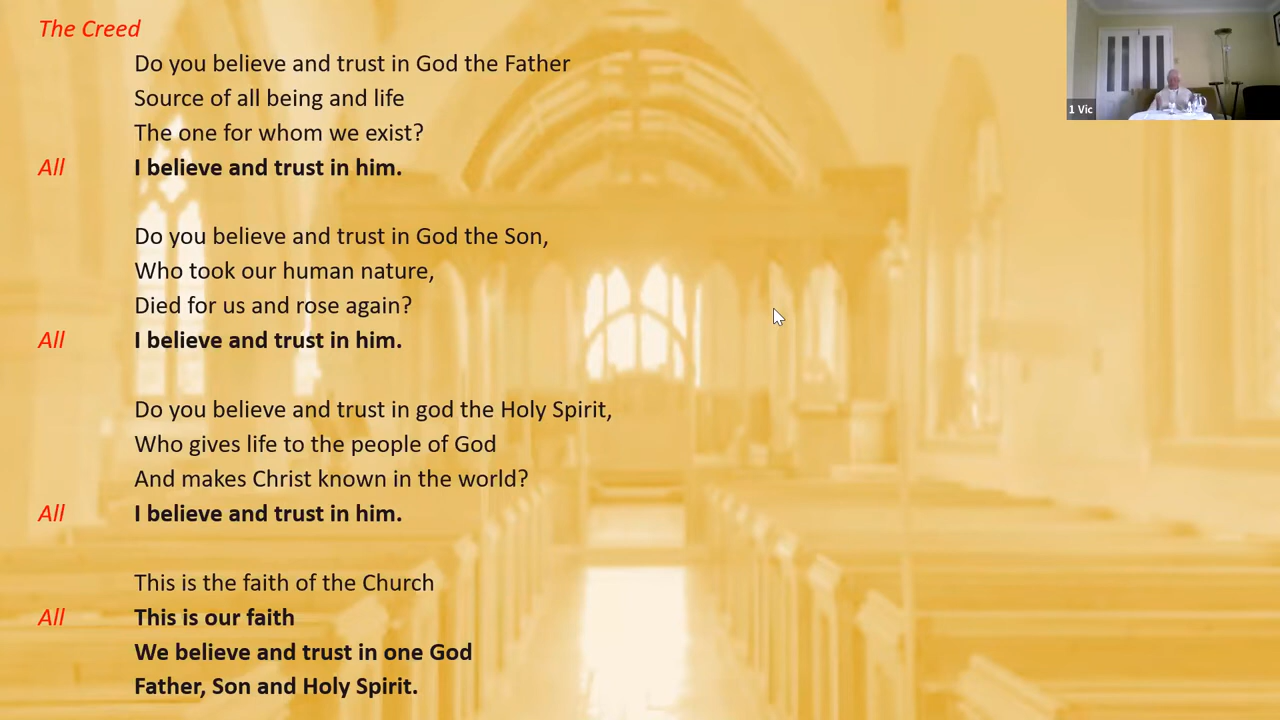 The Creed
Do you believe and trust in God the Father
Source of all being and life
The one for whom we exist?
All I believe and trust in him.
Do you believe and trust in God the Son,
Who took our human nature,
Died for us and rose again?
All I believe and trust in him.
Do you believe and trust in god the Holy Spirit,
Who gives life to the people of God
And makes Christ known in the world?
All I believe and trust in him.
This is the faith of the Church
All This is our faith
We believe and trust in one God
Father, Son and Holy Spirit.
1 Vic